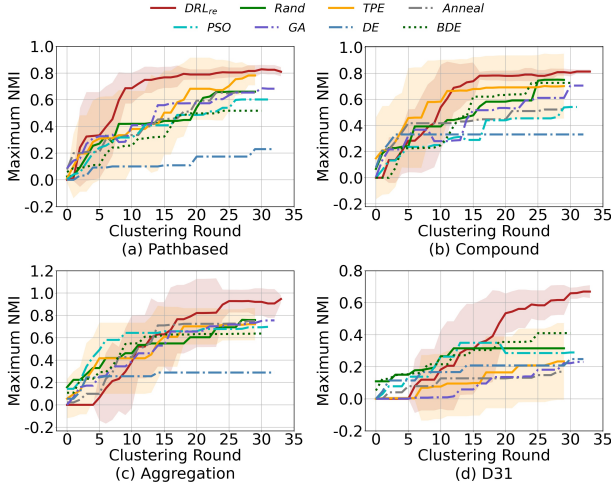 DRLre Rand TPE Anneal
PSO GA DE BDE
1.0 0.8 0.6 0.4 0.2 0.0 -0.2
Maximum NMI
0 5 10 15 20 25 30 35
Clustering Round
(a) Pathbased
1.0 0.8 0.6 0.4 0.2 0.0 -0.2
Maximum NMI
0 5 10 15 20 25 30 35
Clustering Round
(b) Compound
1.2 1.0 0.8 0.6 0.4 0.2 0.0 -0.2
Maximum NMI
0 5 10 15 20 25 30 35
Clustering Round
(c) Aggregation
0.8 0.6 0.4 0.2 0.0 -0.2
Maximum NMI
0 5 10 15 20 25 30 35
Clustering Round
(d) D31